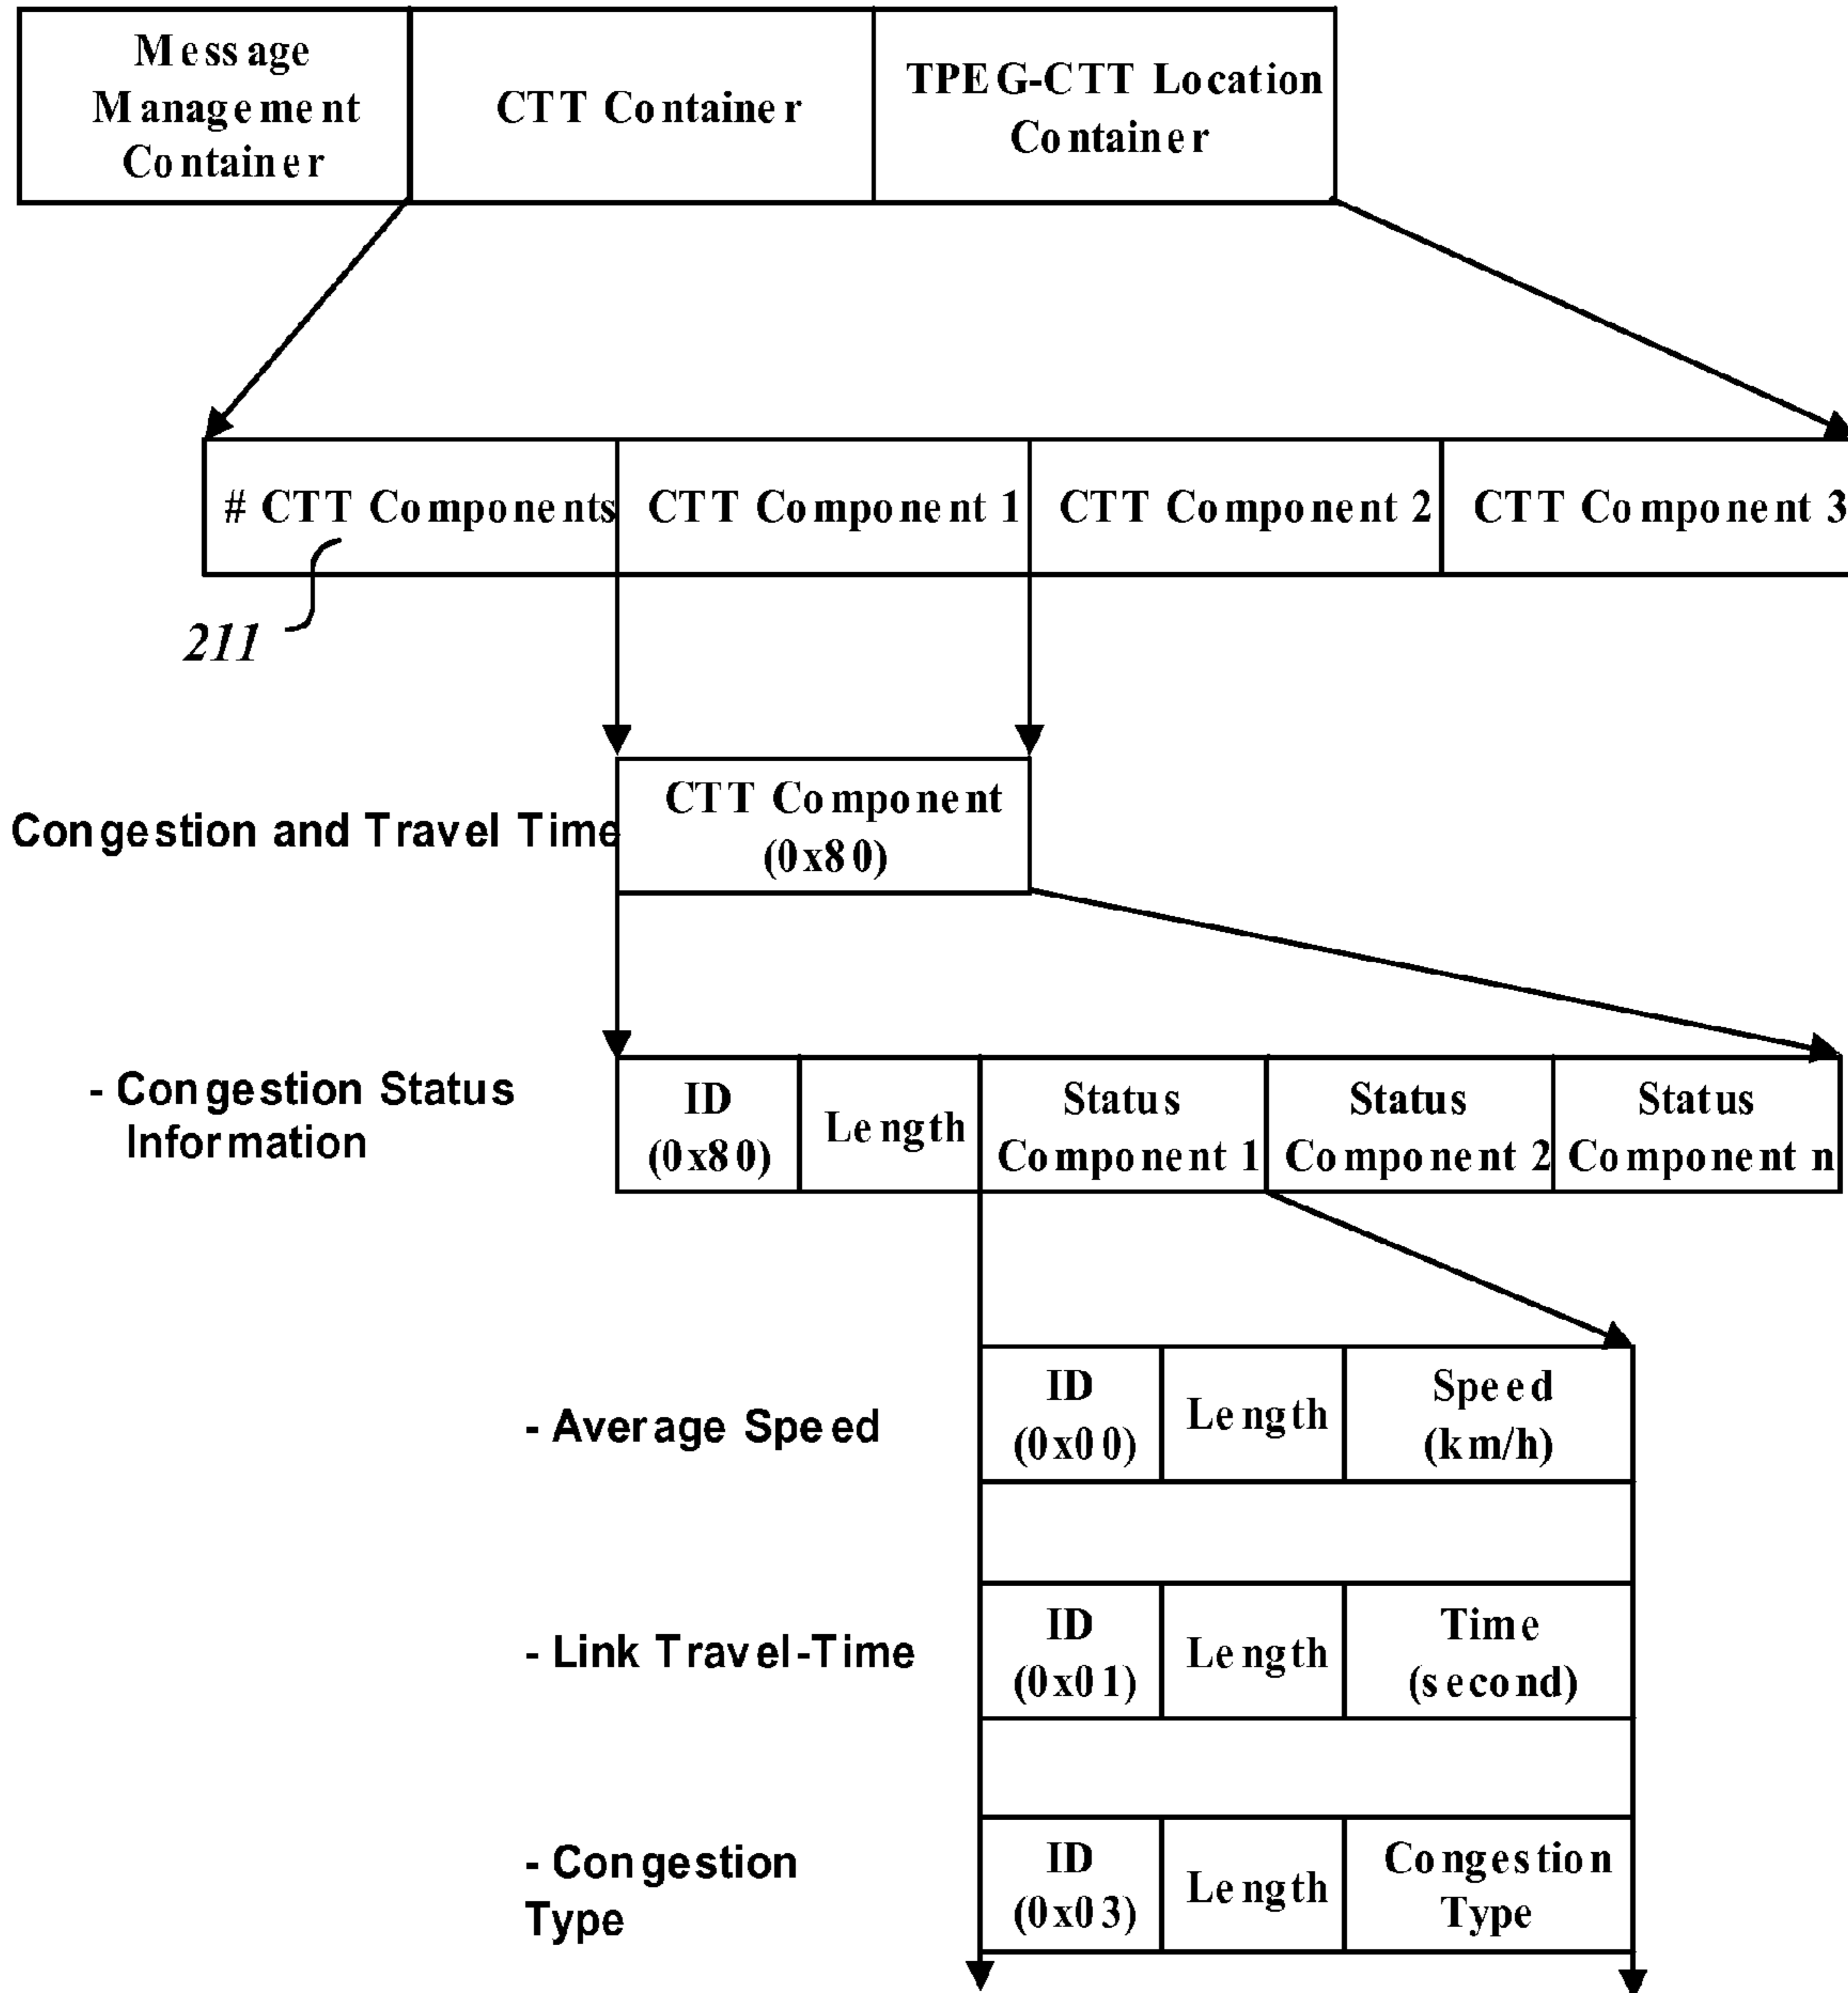 Message
Management
Container
CTT Container
TPEG-CTT Location
Container
# CTT Components
CTT Component 1
CTT Component 2
CTT Component 3
211
Congestion and Travel Time
CTT Component
(0x80)
- Congestion Status
Information
ID
(0x80)
Length
Status
Component 1
Status
Component 2
Status
Component n
- Average Speed
ID
(0x00)
Length
Speed
(km/h)
- Link Travel-Time
ID
(0x01)
Length
Time
(second)
- Congestion
Type
ID
(0x03)
Length
Congestion
Type